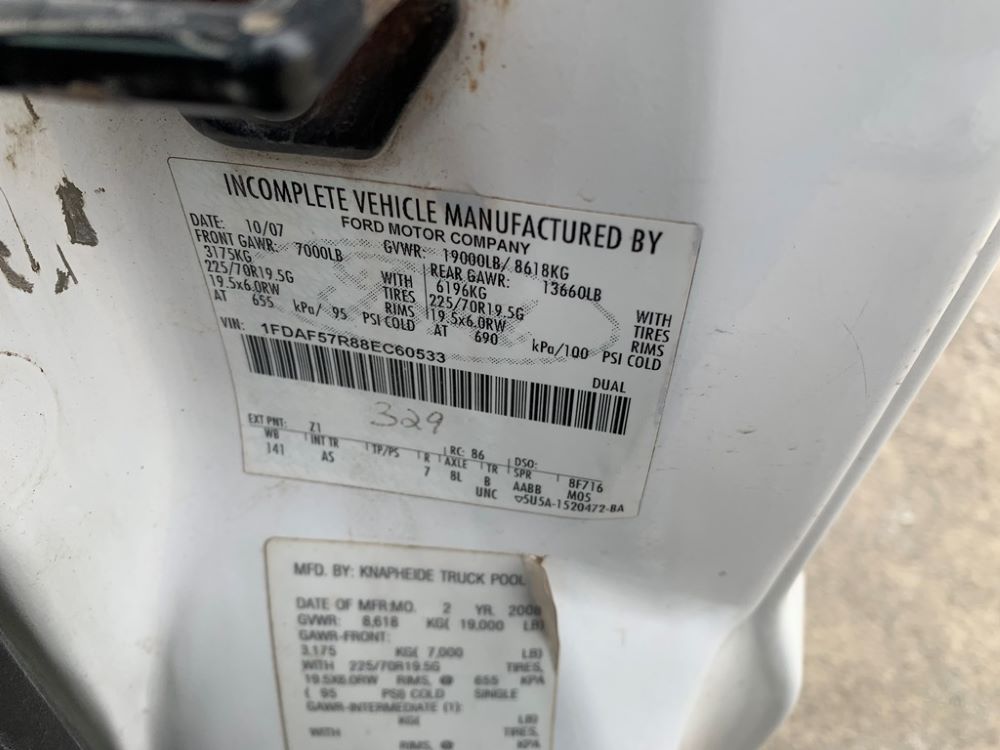 INCOMPLETE VEHICLE MANUFACTURED BY
FORD MOTOR COMPANY
DATE: 10/07 GVWR: 19000LB/ 8618KG
FRONT GAWR: 7000LB REAR GAWR: 13660LB
3175KG WITH 6196KG WITH
225/70R19.5G TIRES 225/70R19.5G TIRES
19.5x6.0RW RIMS 19.5x6.0RW RIMS
AT 655 kPa/ 95 PSI COLD AT 690 kPa/100 PSI COLD
VIN: 1FDAF57R88EC60533
DUAL
329
EXT PNT: Z1 RC: 86 DSO: 8F716
WB INT TR TP/PS R AXLE TR SPR
141 AS 7 8L B AABB MOS
UNC 5U5A-1520472-BA
MFD. BY: KNAPHEIDE TRUCK POOL
DATE OF MFR:MO. 2 YR. 2008
GVWR: 8,618 KG( 19,000 LB)
GAWR-FRONT:
3,175 KG( 7,000 LB)
WITH 225/70R19.5G TIRES,
19.5X6.0RW RIMS, @ 655 KPA
( 95 PSI) COLD SINGLE
GAWR-INTERMEDIATE (1):
KG( LB)
WITH TIRES,
RIMS, @ KPA